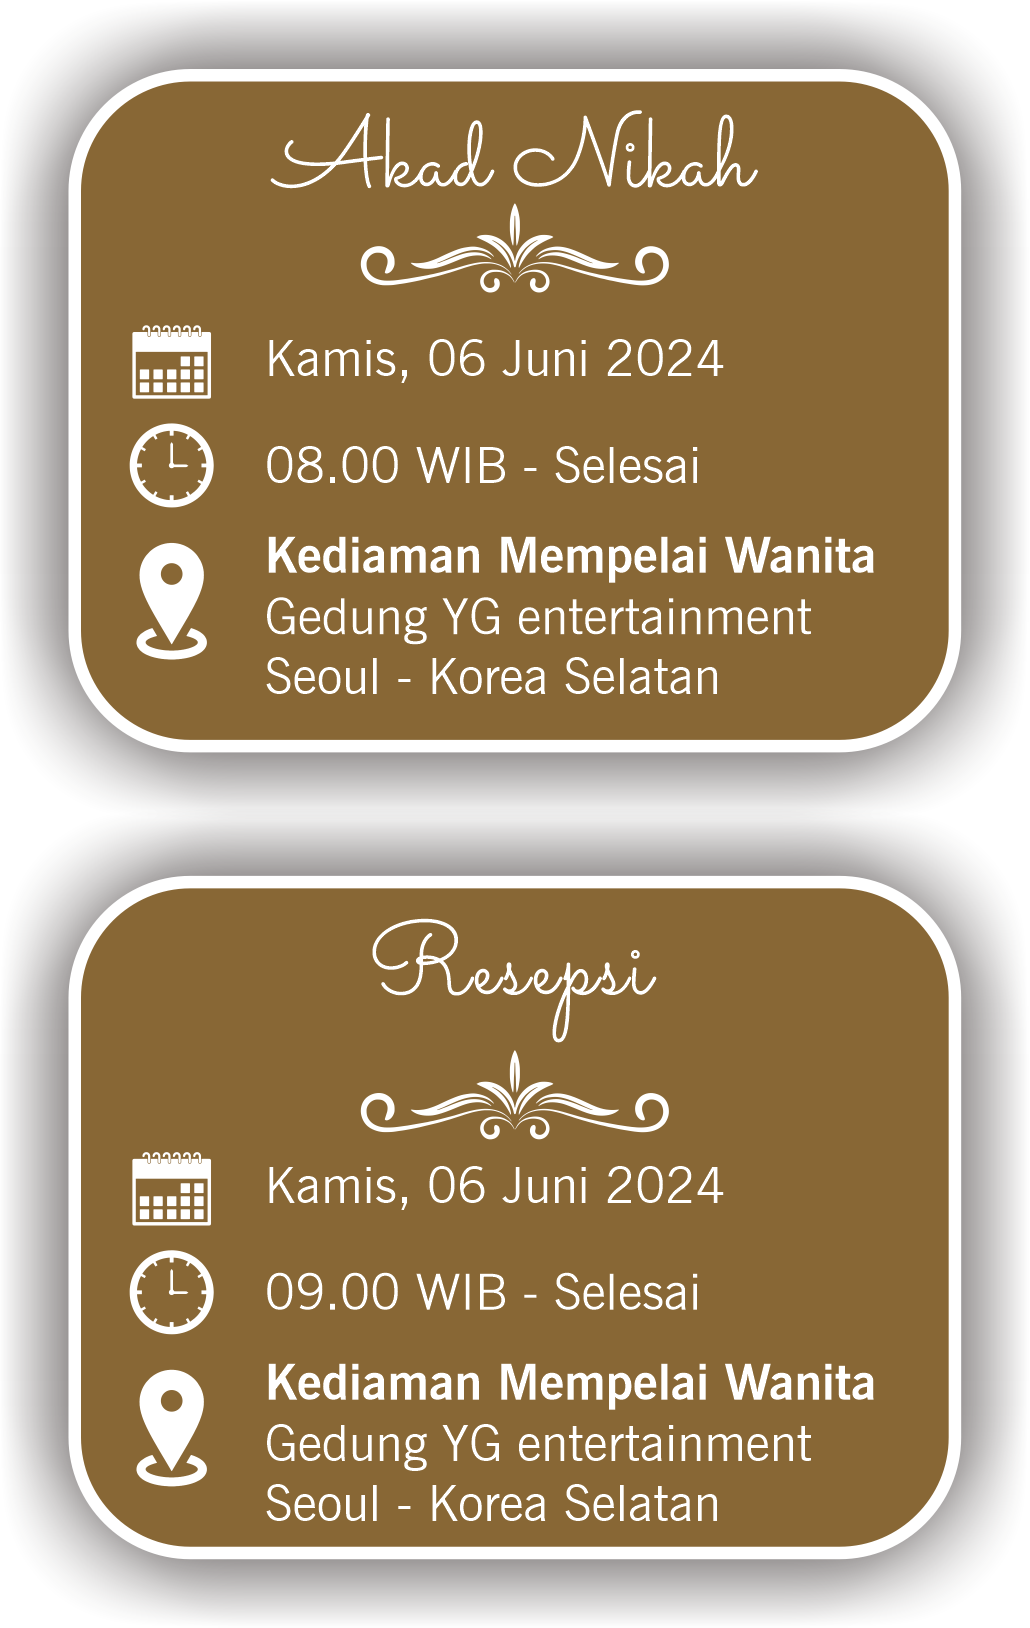 Akad Nikah
Kamis, 06 Juni 2024
08.00 WIB - Selesai
Kediaman Mempelai Wanita
Gedung YG entertainment
Seoul - Korea Selatan
Resepsi
Kamis, 06 Juni 2024
09.00 WIB - Selesai
Kediaman Mempelai Wanita
Gedung YG entertainment
Seoul - Korea Selatan